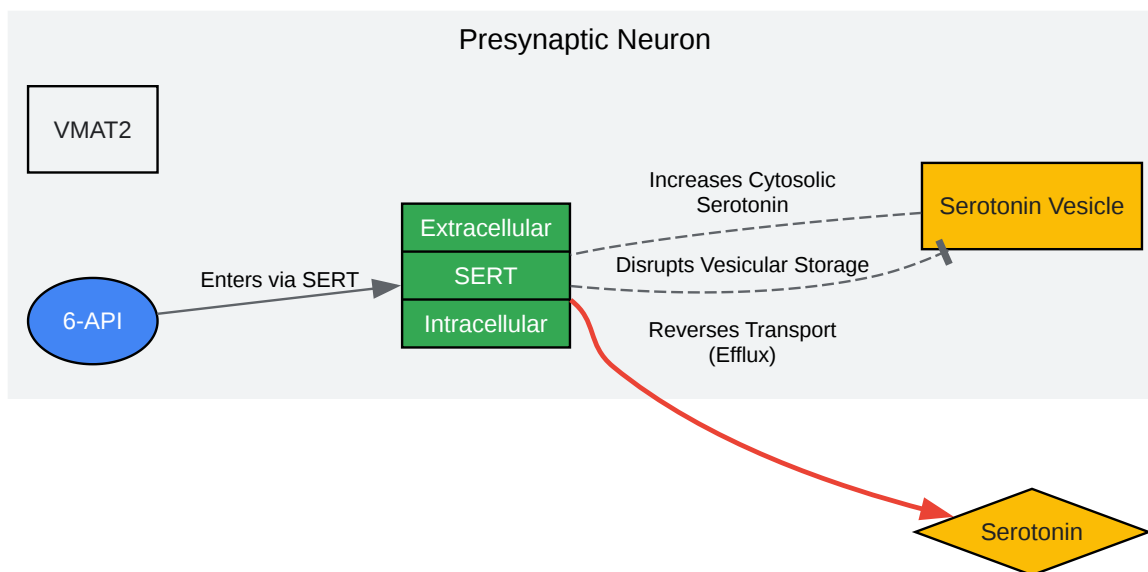 Presynaptic Neuron
VMAT2
Increases Cytosolic
Serotonin
Serotonin Vesicle
Extracellular
Disrupts Vesicular Storage
Enters via SERT
SERT
6-API
Intracellular
Reverses Transport
(Efflux)
Serotonin